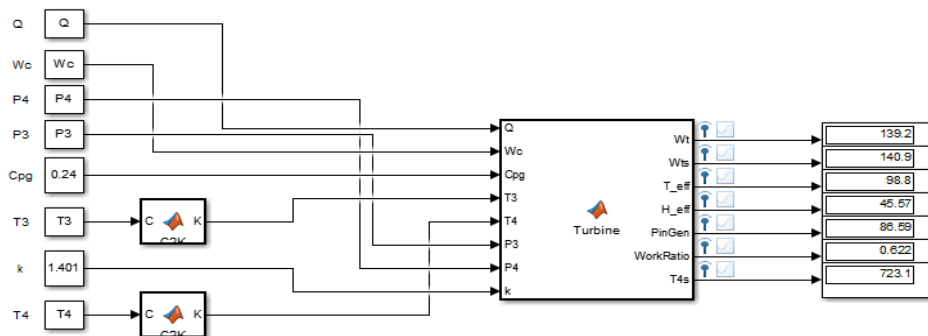 Q Q
Wc Wc
P4 P4
P3 P3
Cpg 0.24
T3 T3 C K
k 1.401
T4 T4 C K
Q
Wc
Cpg
T3
T4
P3
P4
k
Turbine
Wt 139.2
Wts 140.9
T_eff 98.8
H_eff 45.57
PinGen 86.59
WorkRatio 0.622
T4s 723.1